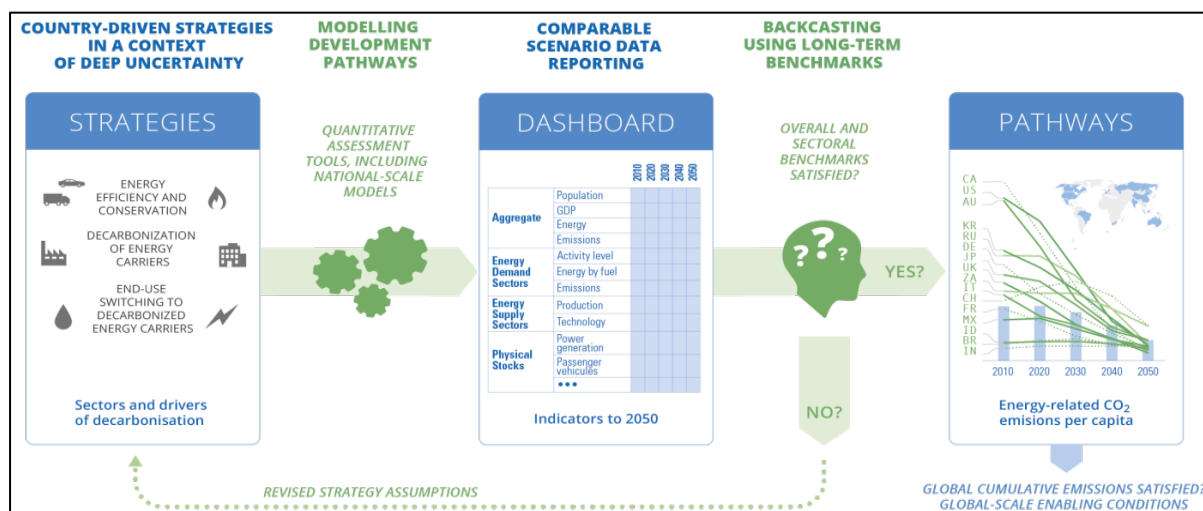 COUNTRY-DRIVEN STRATEGIES
IN A CONTEXT
OF DEEP UNCERTAINTY
MODELLING
DEVELOPMENT
PATHWAYS
COMPARABLE
SCENARIO DATA
REPORTING
BACKCASTING
USING LONG-TERM
BENCHMARKS
STRATEGIES
ENERGY
EFFICIENCY AND
CONSERVATION
DECARBONIZATION
OF ENERGY
CARRIERS
END-USE
SWITCHING TO
DECARBONIZED
ENERGY CARRIERS
Sectors and drivers
of decarbonisation
QUANTITATIVE
ASSESSMENT
TOOLS, INCLUDING
NATIONAL-SCALE
MODELS
DASHBOARD
2010 2020 2030 2040 2050
Aggregate
Population
GDP
Energy
Emissions
Energy
Demand
Sectors
Activity level
Energy by fuel
Emissions
Energy
Supply
Sectors
Production
Technology
Physical
Stocks
Power
generation
Passenger
vehicules
•••
Indicators to 2050
OVERALL AND
SECTORAL
BENCHMARKS
SATISFIED?
? ? ?
YES?
NO?
PATHWAYS
CA
US
AU
KR
RU
DE
JP
UK
ZA
IT
CH
FR
MX
ID
BR
IN
2010 2020 2030 2040 2050
Energy-related CO₂
emisions per capita
REVISED STRATEGY ASSUMPTIONS
GLOBAL CUMULATIVE EMISSIONS SATISFIED?
GLOBAL-SCALE ENABLING CONDITIONS